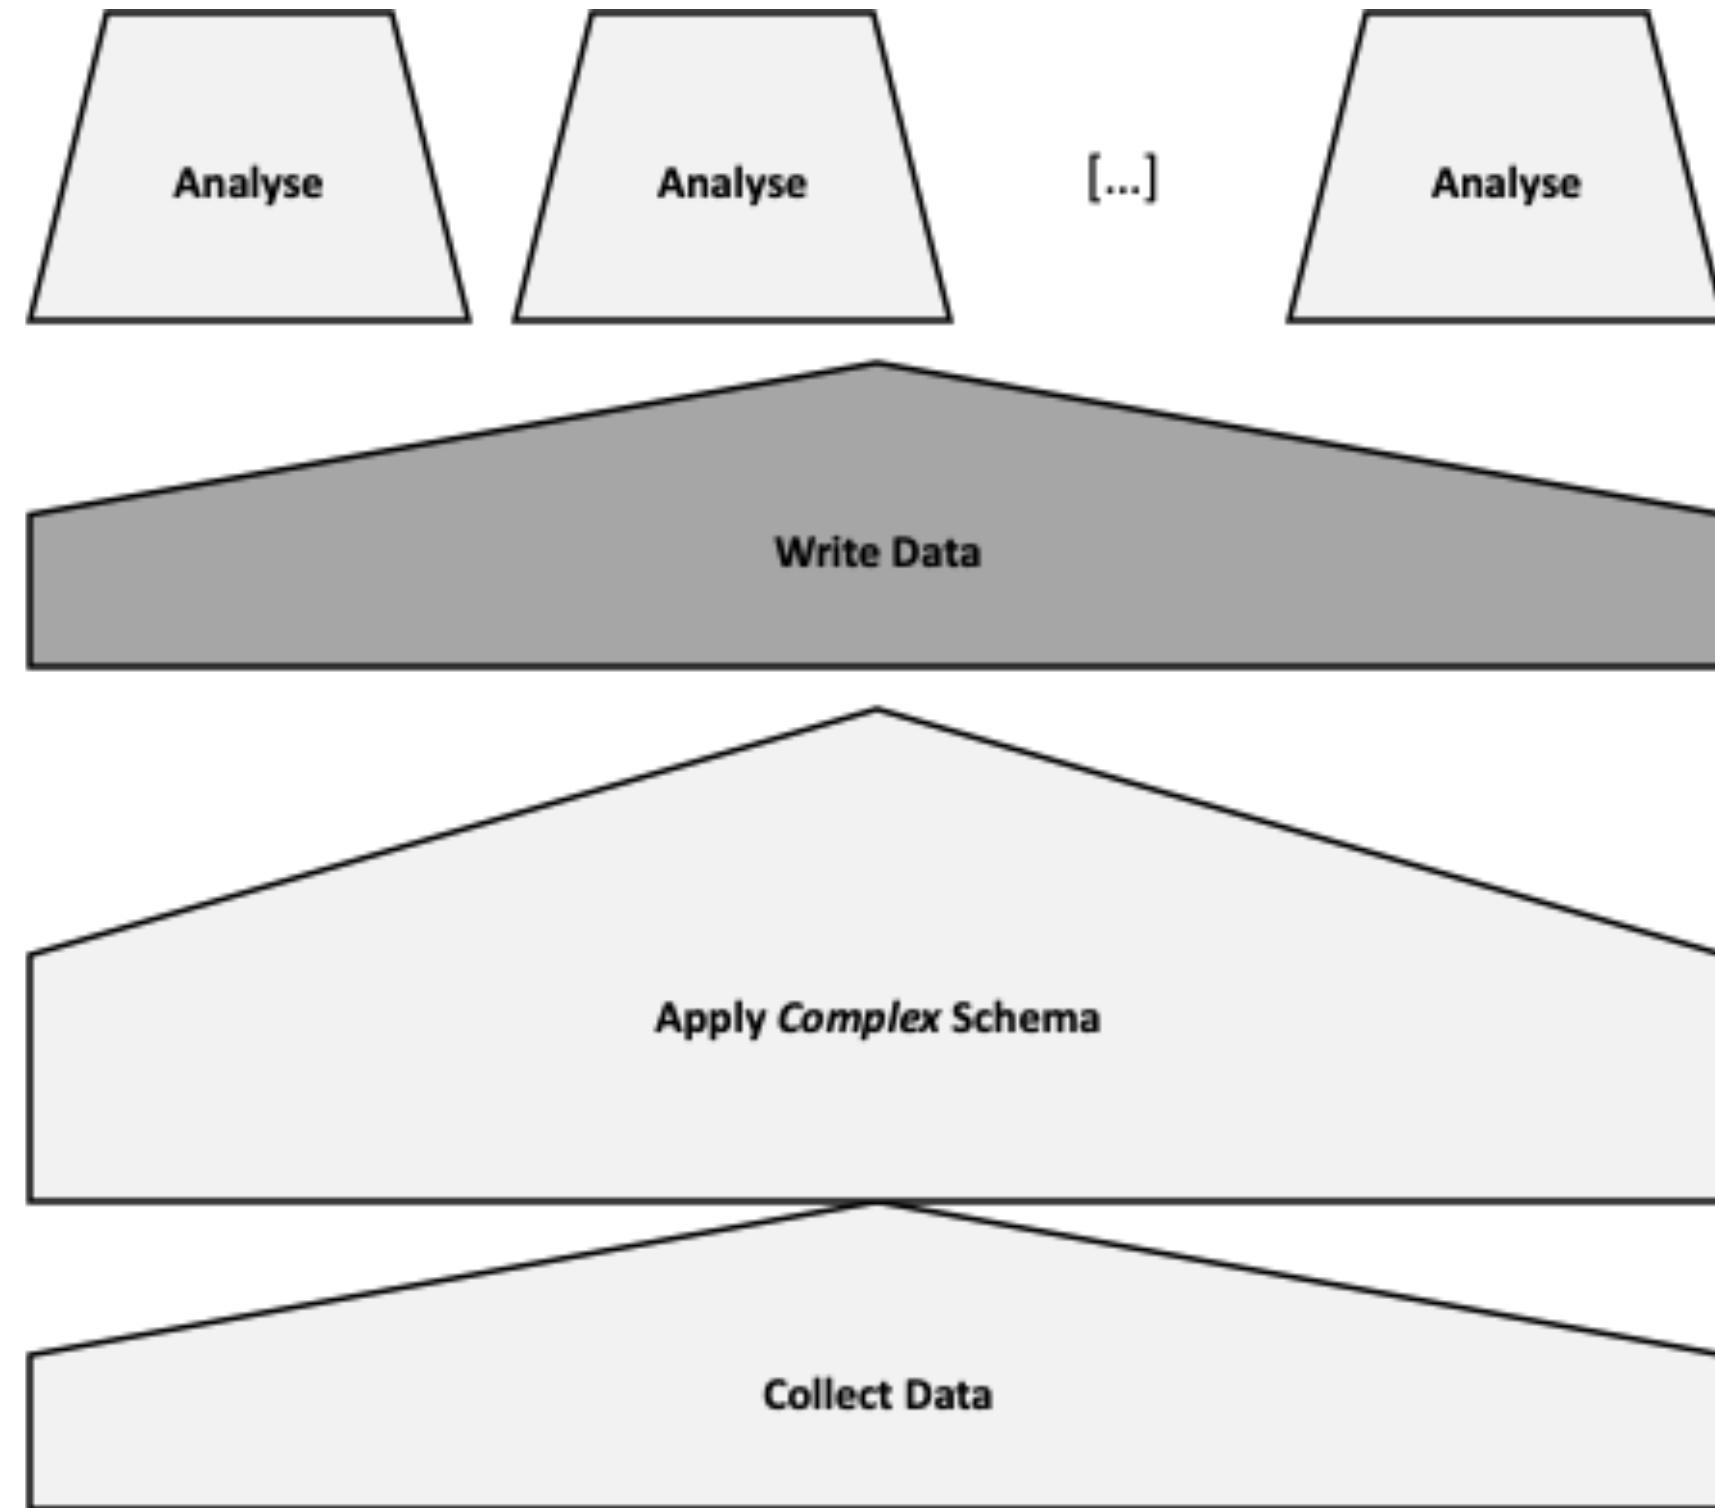 Analyse
Analyse
[...]
Analyse
Write Data
Apply Complex Schema
Collect Data